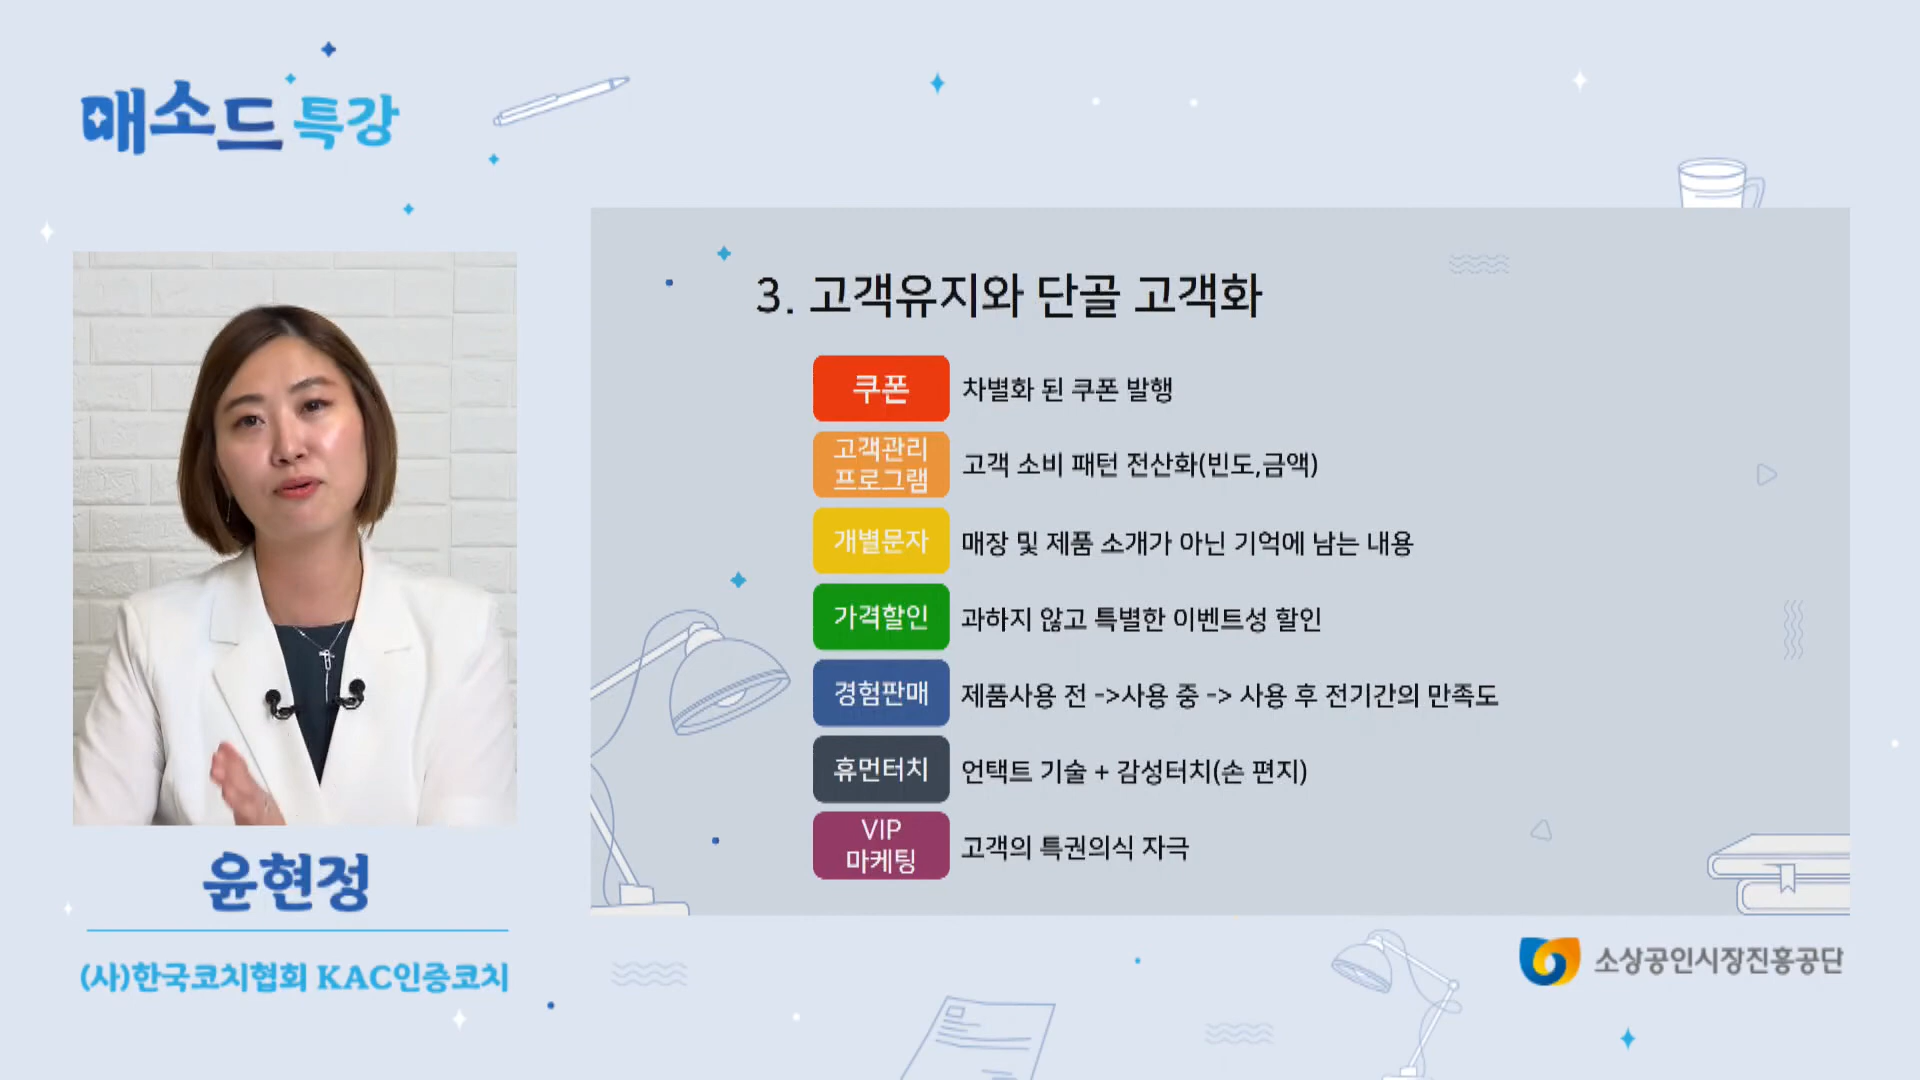 매소드 특강
3. 고객유지와 단골 고객화
쿠폰 차별화 된 쿠폰 발행
고객관리
프로그램 고객 소비 패턴 전산화(빈도,금액)
개별문자 매장 및 제품 소개가 아닌 기억에 남는 내용
가격할인 과하지 않고 특별한 이벤트성 할인
경험판매 제품사용 전 ->사용 중 -> 사용 후 전기간의 만족도
휴먼터치 언택트 기술 + 감성터치(손 편지)
VIP
마케팅 고객의 특권의식 자극
윤현정
(사)한국코치협회 KAC인증코치
소상공인시장진흥공단